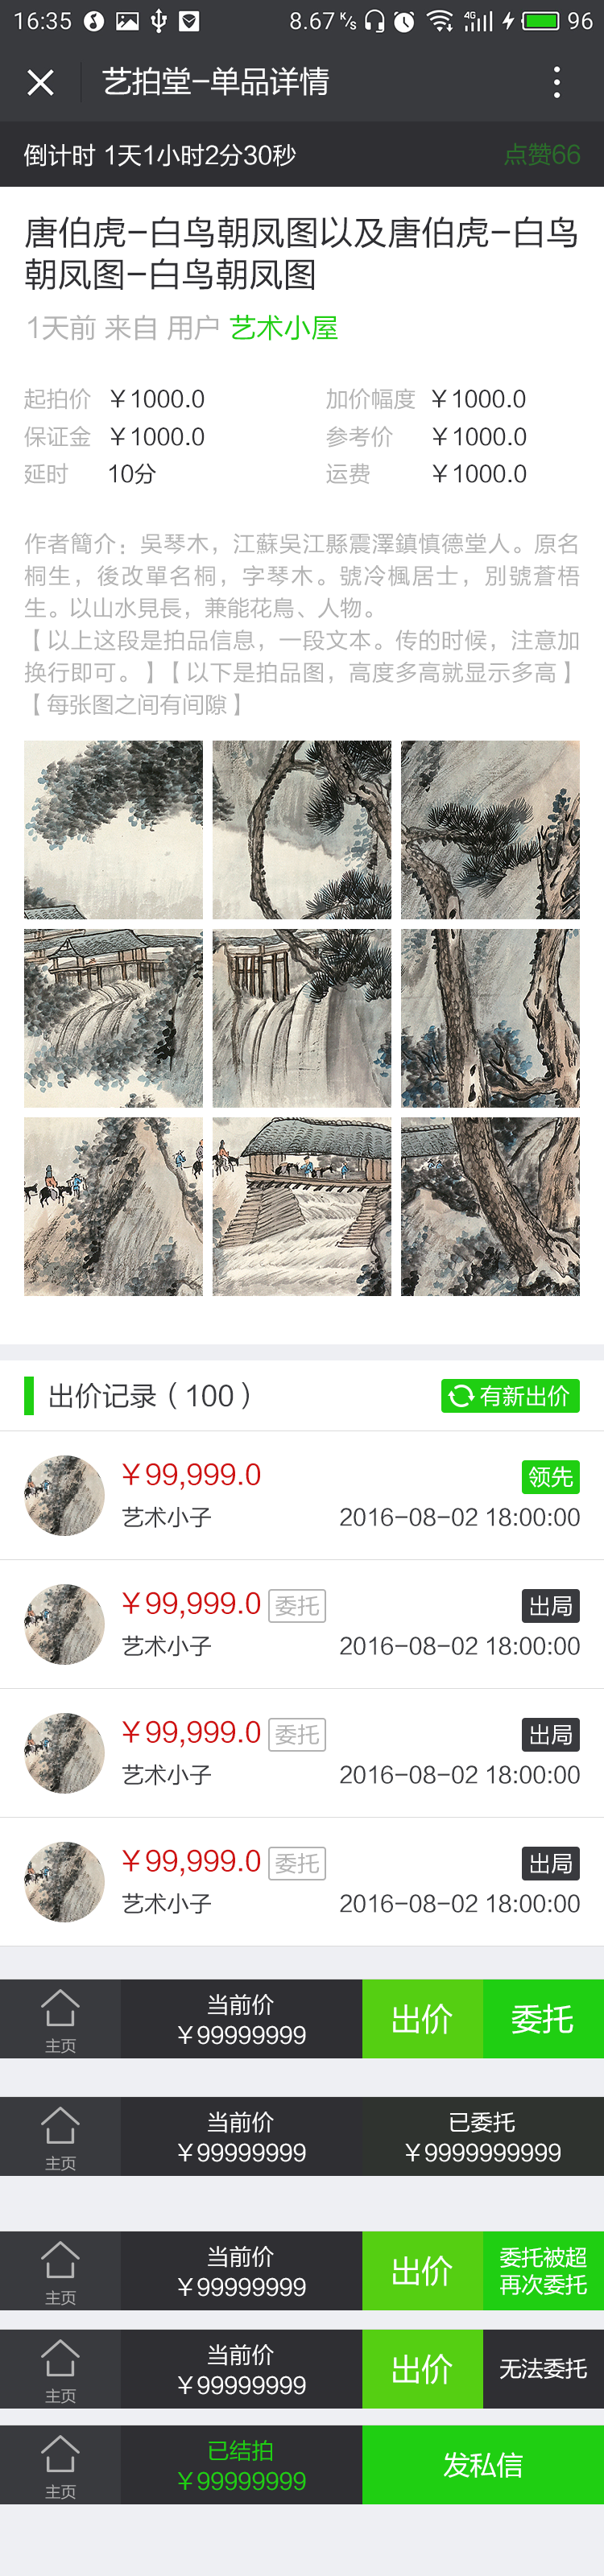 16:35 8.67 K/s 4G 96
艺拍堂-单品详情
倒计时 1天1小时2分30秒 点赞66
唐伯虎-白鸟朝凤图以及唐伯虎-白鸟
朝凤图-白鸟朝凤图
1天前 来自 用户 艺术小屋
起拍价 ¥1000.0 加价幅度 ¥1000.0
保证金 ¥1000.0 参考价 ¥1000.0
延时 10分 运费 ¥1000.0
作者簡介：吳琴木，江蘇吳江縣震澤鎮慎德堂人。原名
桐生，後改單名桐，字琴木。號冷楓居士，別號蒼梧
生。以山水見長，兼能花鳥、人物。
【以上这段是拍品信息，一段文本。传的时候，注意加
换行即可。】【以下是拍品图，高度多高就显示多高】
【每张图之间有间隙】
出价记录（100） 有新出价
¥99,999.0 领先
艺术小子 2016-08-02 18:00:00
¥99,999.0 委托 出局
艺术小子 2016-08-02 18:00:00
¥99,999.0 委托 出局
艺术小子 2016-08-02 18:00:00
¥99,999.0 委托 出局
艺术小子 2016-08-02 18:00:00
主页 当前价 出价 委托
¥99999999
主页 当前价 已委托
¥99999999 ¥9999999999
主页 当前价 出价 委托被超
¥99999999 再次委托
主页 当前价 出价 无法委托
¥99999999
主页 已结拍 发私信
¥99999999